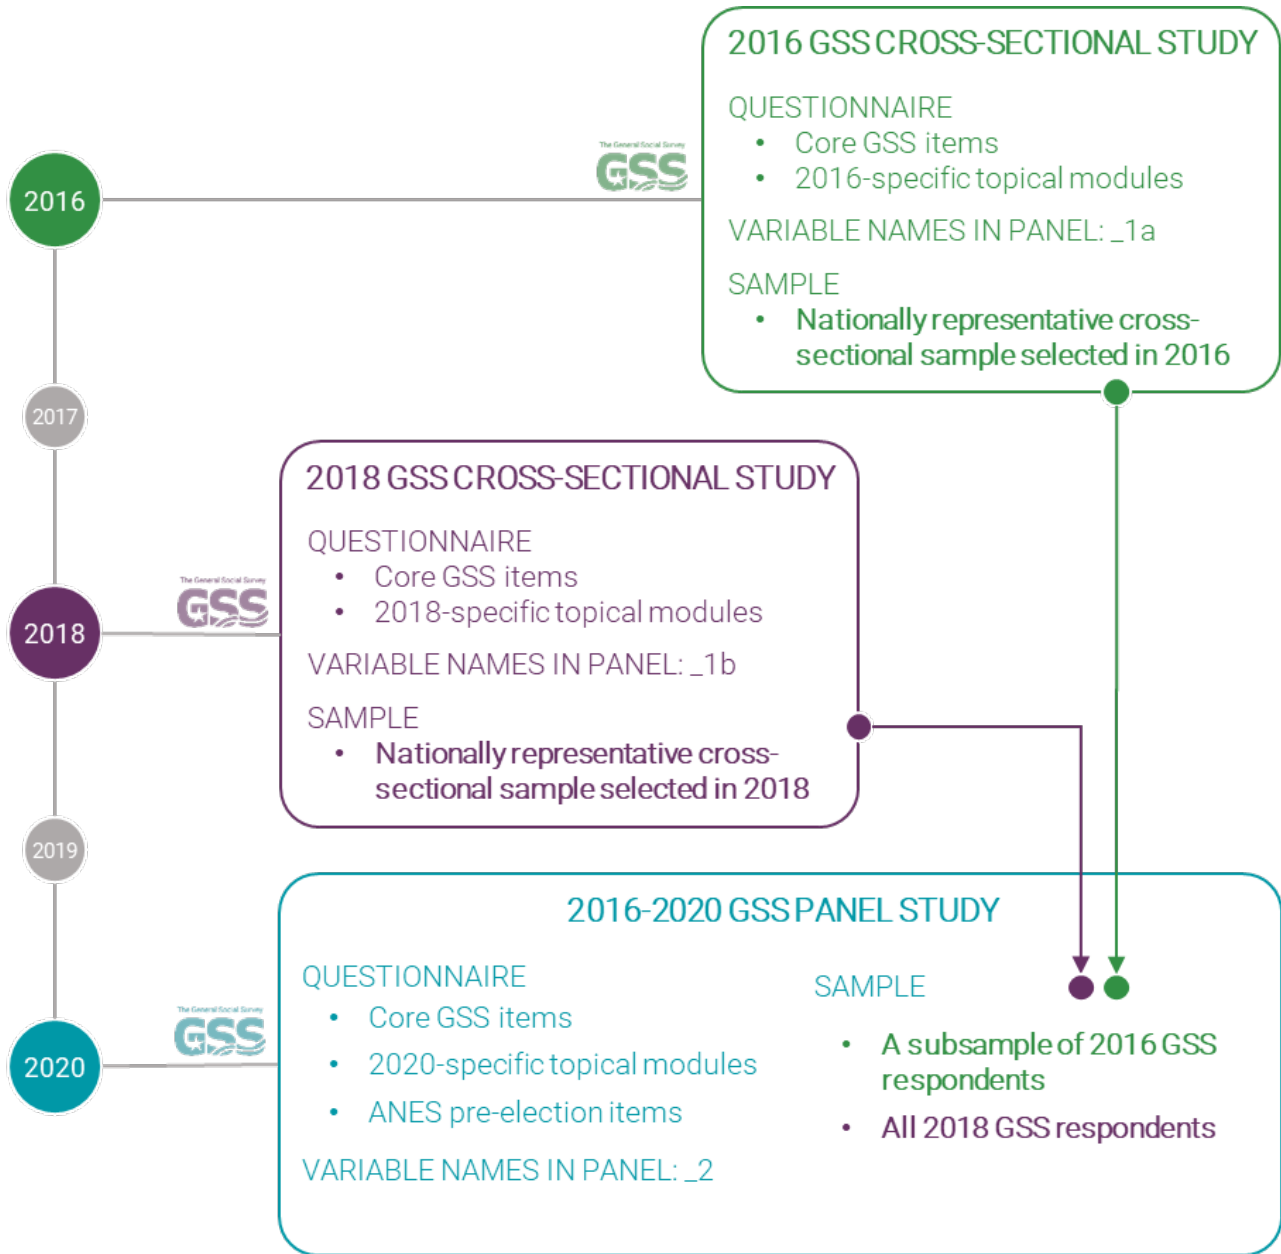 2016 GSS CROSS-SECTIONAL STUDY
QUESTIONNAIRE
• Core GSS items
• 2016-specific topical modules
VARIABLE NAMES IN PANEL: _1a
SAMPLE
• Nationally representative cross-
sectional sample selected in 2016
The General Social Survey
GSS
2016
2017
2018 GSS CROSS-SECTIONAL STUDY
QUESTIONNAIRE
• Core GSS items
• 2018-specific topical modules
VARIABLE NAMES IN PANEL: _1b
SAMPLE
• Nationally representative cross-
sectional sample selected in 2018
The General Social Survey
GSS
2018
2019
2016-2020 GSS PANEL STUDY
QUESTIONNAIRE
• Core GSS items
• 2020-specific topical modules
• ANES pre-election items
VARIABLE NAMES IN PANEL: _2
SAMPLE
• A subsample of 2016 GSS
respondents
• All 2018 GSS respondents
The General Social Survey
GSS
2020